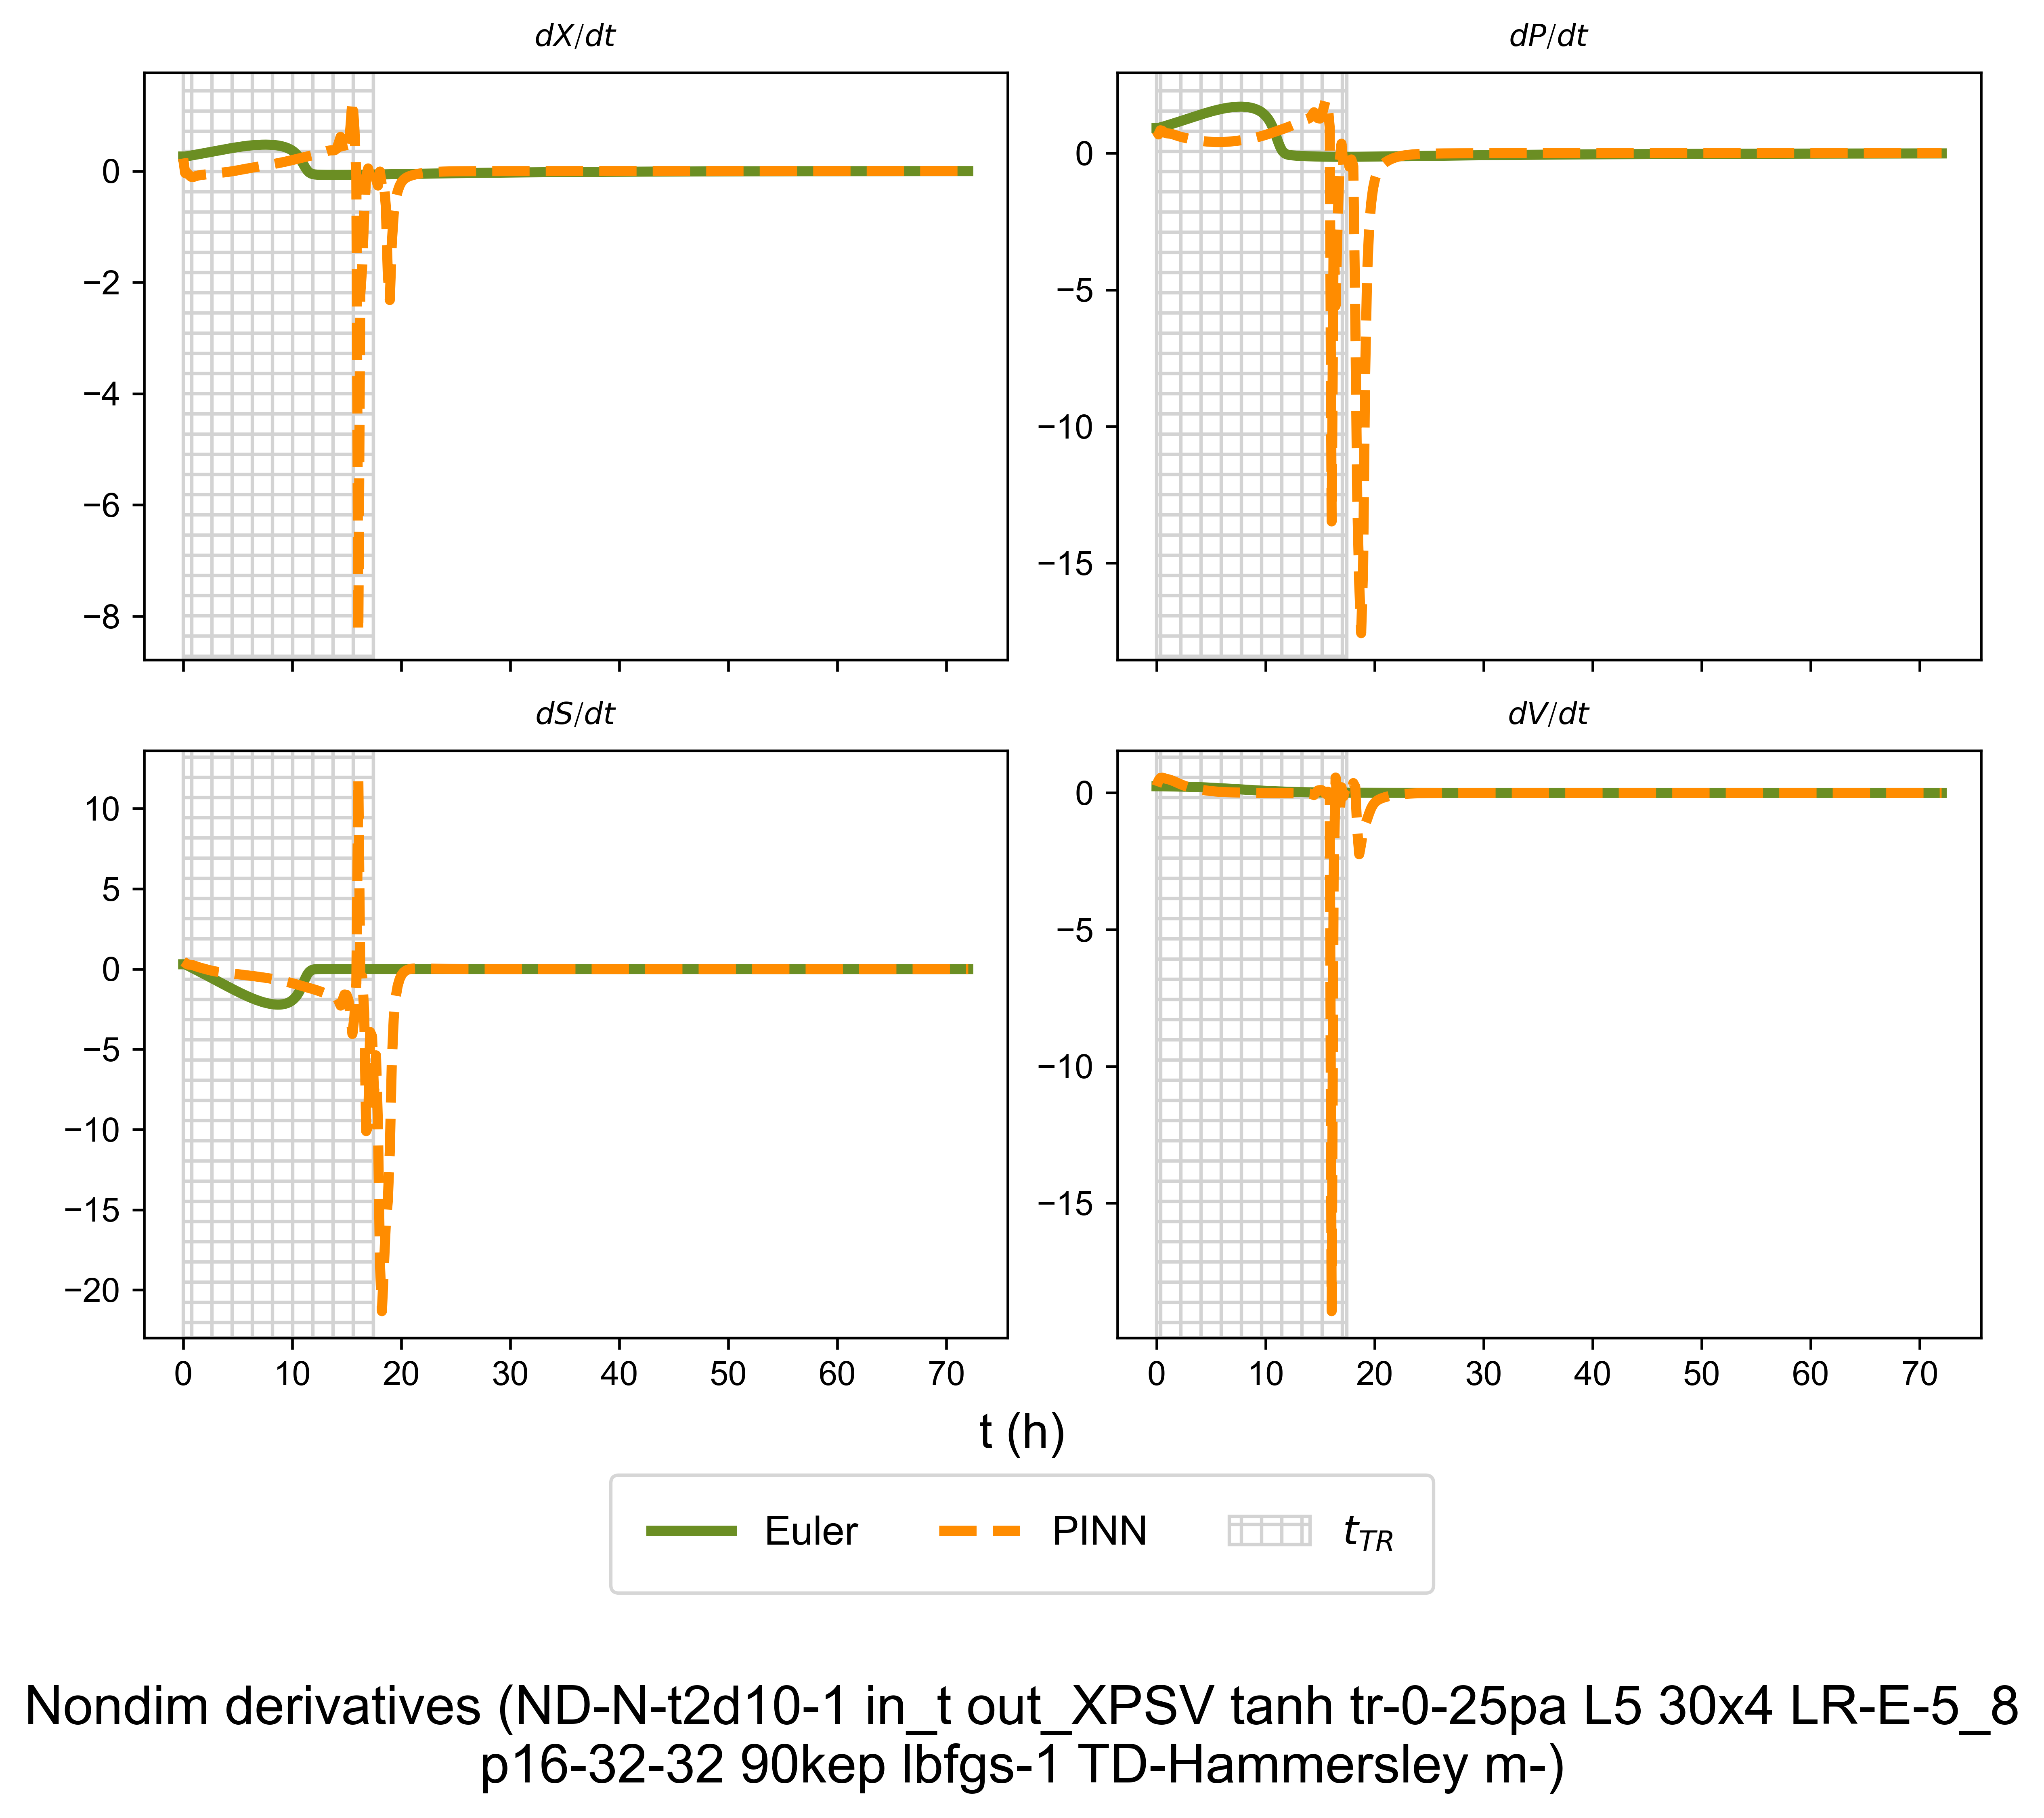 dX/dt
dP/dt
0
−2
−4
−6
−8
0
−5
−10
−15
dS/dt
dV/dt
10
5
0
−5
−10
−15
−20
0
−5
−10
−15
0 10 20 30 40 50 60 70
0 10 20 30 40 50 60 70
t (h)
Euler PINN t_{TR}
Nondim derivatives (ND-N-t2d10-1 in_t out_XPSV tanh tr-0-25pa L5 30x4 LR-E-5_8
p16-32-32 90kep lbfgs-1 TD-Hammersley m-)